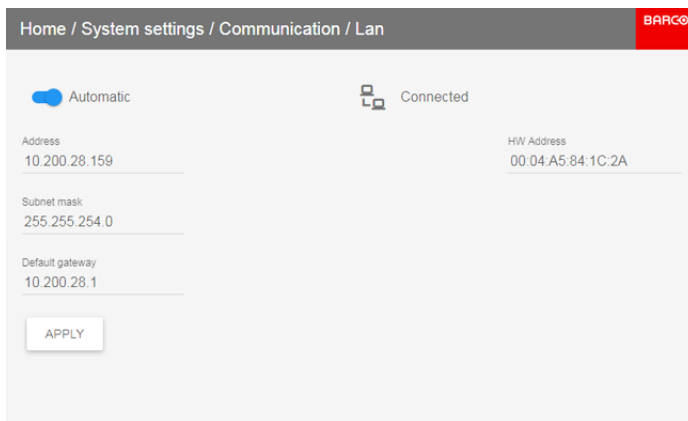 Home / System settings / Communication / Lan
BARCO
Automatic
Connected
Address
10.200.28.159
HW Address
00:04:A5:84:1C:2A
Subnet mask
255.255.254.0
Default gateway
10.200.28.1
APPLY